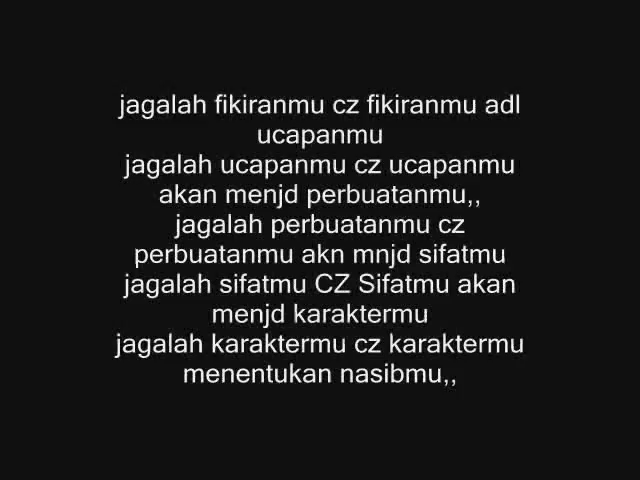 jagalah fikiranmu cz fikiranmu adl
ucapanmu
jagalah ucapanmu cz ucapanmu
akan menjd perbuatanmu,,
jagalah perbuatanmu cz
perbuatanmu akn mnjd sifatmu
jagalah sifatmu CZ Sifatmu akan
menjd karaktermu
jagalah karaktermu cz karaktermu
menentukan nasibmu,,